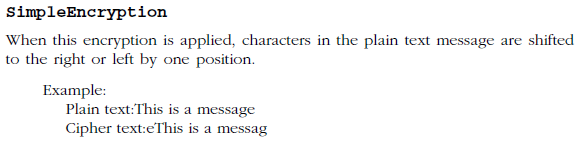 SimpleEncryption
When this encryption is applied, characters in the plain text message are shifted
to the right or left by one position.
Example:
Plain text:This is a message
Cipher text:eThis is a messag